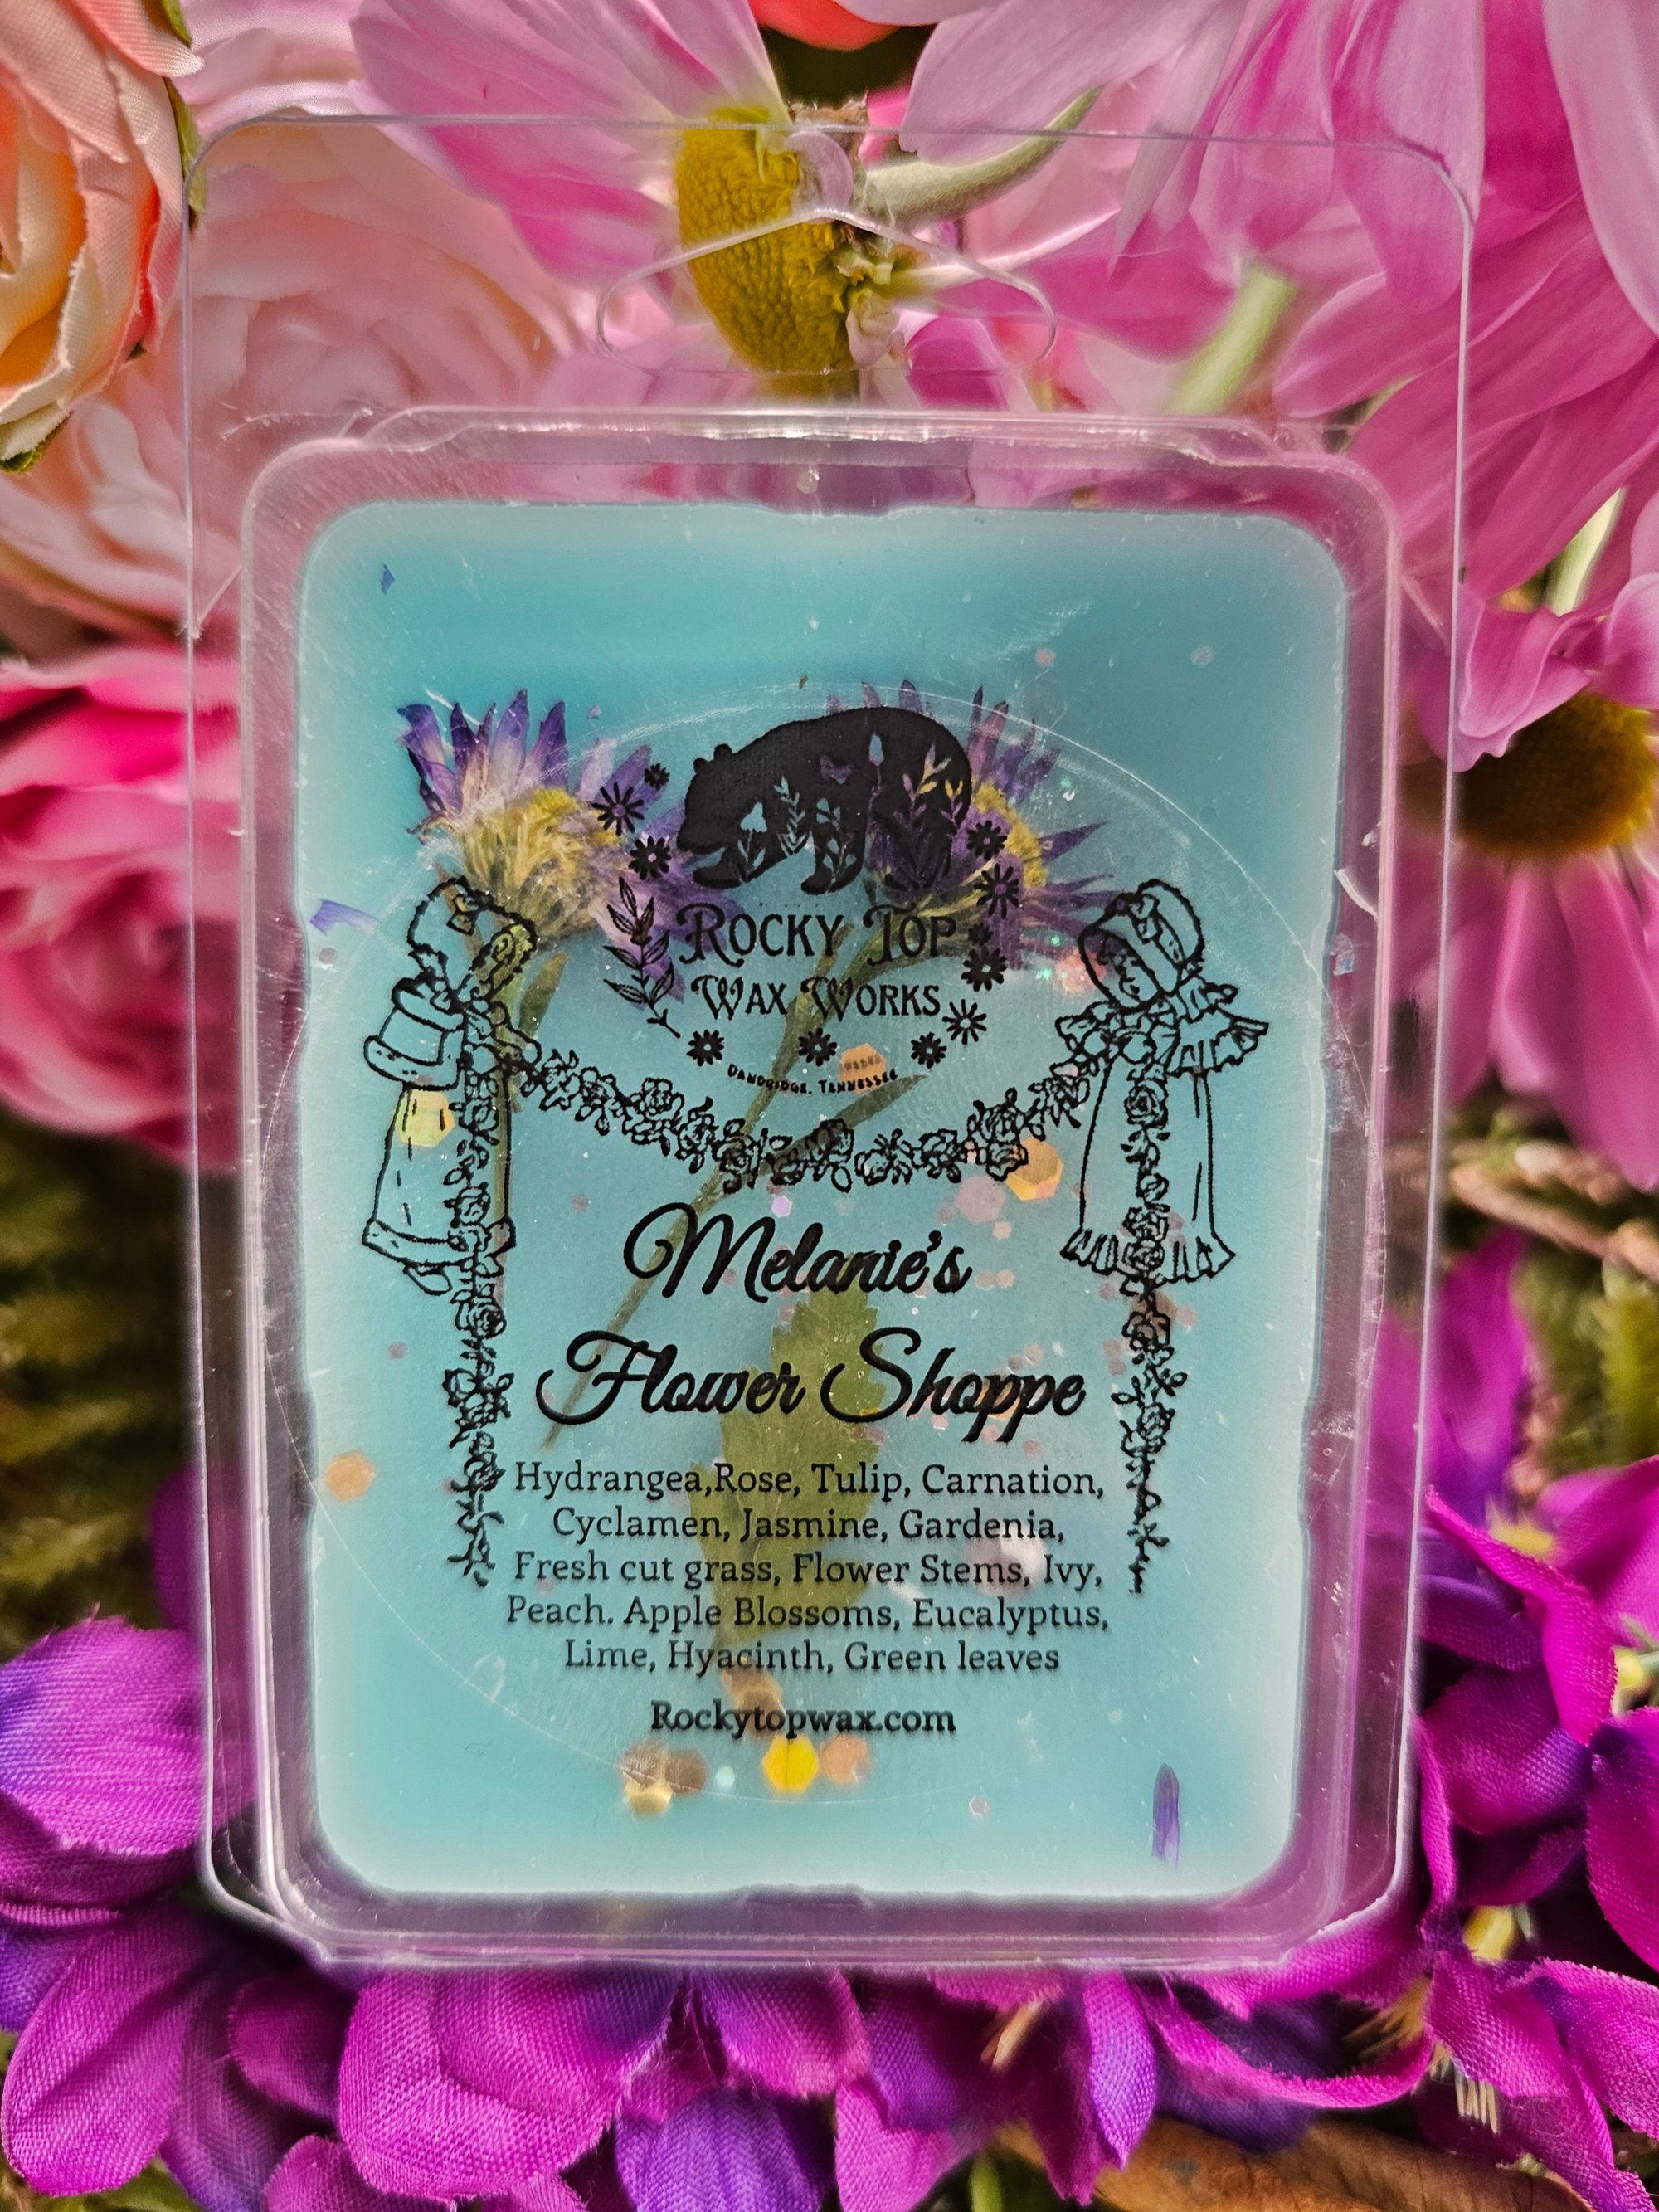 Rocky Top
Wax Works
Dandridge, Tennessee
Melanie's
Flower Shoppe
Hydrangea,Rose, Tulip, Carnation,
Cyclamen, Jasmine, Gardenia,
Fresh cut grass, Flower Stems, Ivy,
Peach. Apple Blossoms, Eucalyptus,
Lime, Hyacinth, Green leaves
Rockytopwax.com